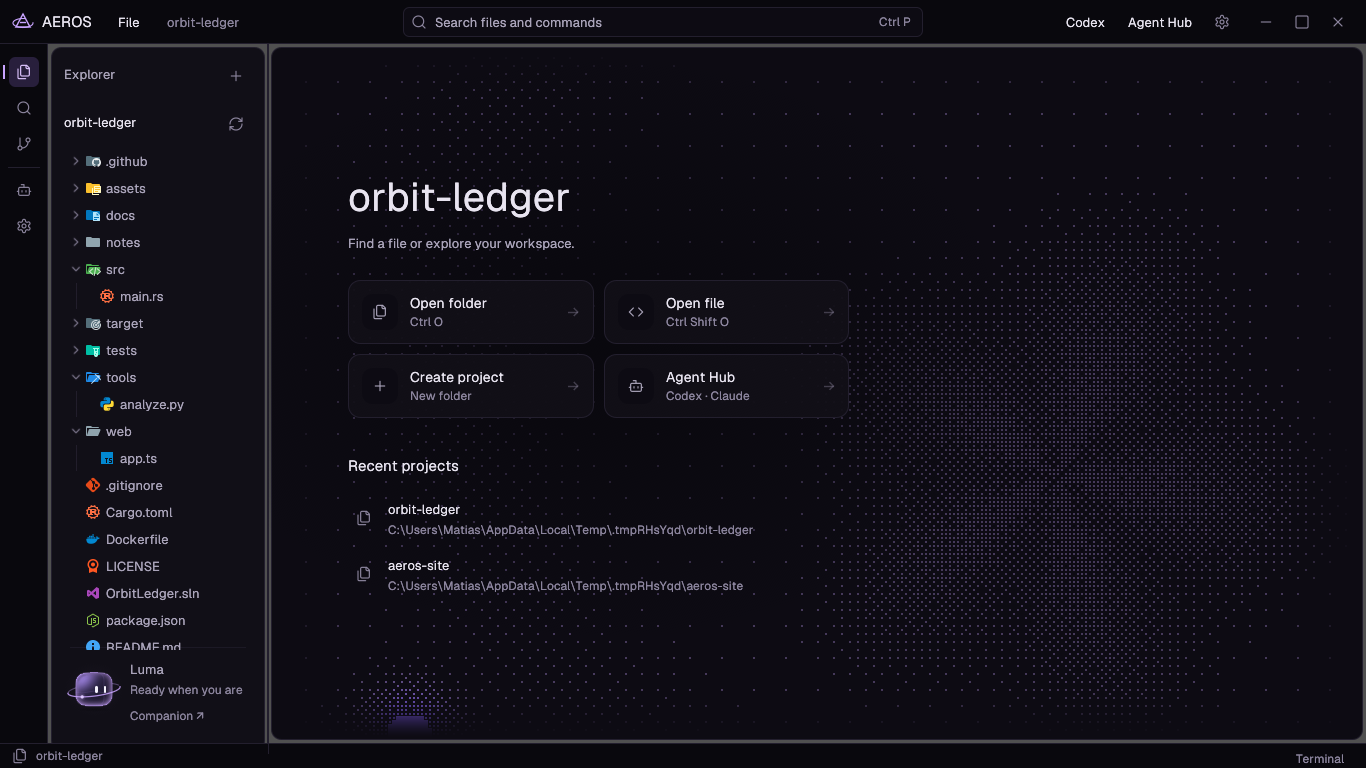 AEROS
File
orbit-ledger
Search files and commands
Ctrl P
Codex
Agent Hub
Explorer
orbit-ledger
.github
assets
docs
notes
src
main.rs
target
tests
tools
analyze.py
web
TS app.ts
.gitignore
Cargo.toml
Dockerfile
LICENSE
OrbitLedger.sln
package.json
README.md
Luma
Ready when you are
Companion
orbit-ledger
Find a file or explore your workspace.
Open folder
Ctrl O
Open file
Ctrl Shift O
Create project
New folder
Agent Hub
Codex · Claude
Recent projects
orbit-ledger
C:\Users\Matias\AppData\Local\Temp\.tmpRHsYqd\orbit-ledger
aeros-site
C:\Users\Matias\AppData\Local\Temp\.tmpRHsYqd\aeros-site
orbit-ledger
Terminal